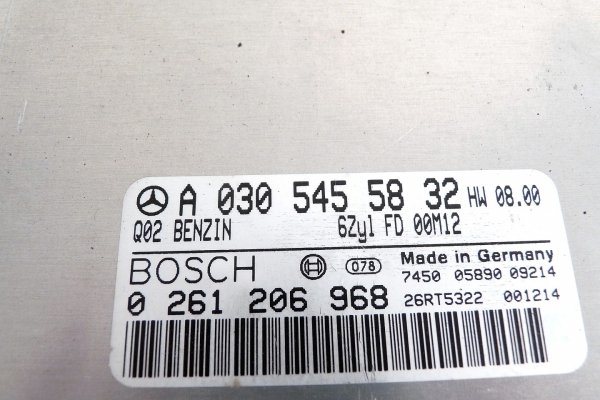 A 030 545 58 32 HW 08.00
Q02 BENZIN 6Zyl FD 00M12
BOSCH 078 Made in Germany
7450 05890 09214
0 261 206 968 26RT5322 001214